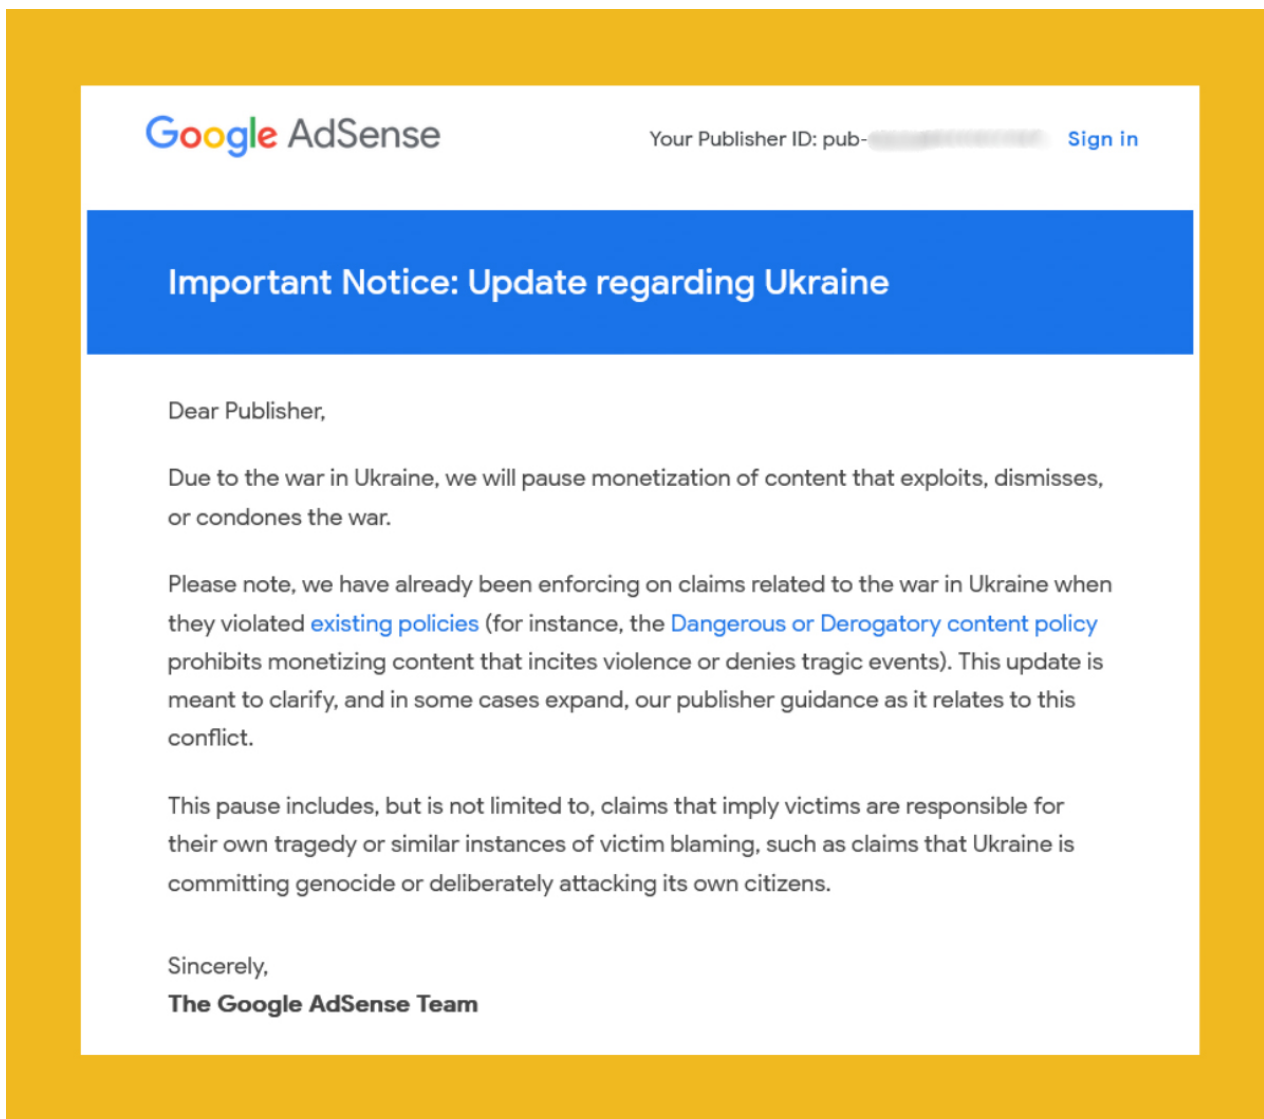 Google AdSense
Your Publisher ID: pub-
Sign in
Important Notice: Update regarding Ukraine
Dear Publisher,
Due to the war in Ukraine, we will pause monetization of content that exploits, dismisses,
or condones the war.
Please note, we have already been enforcing on claims related to the war in Ukraine when
they violated existing policies (for instance, the Dangerous or Derogatory content policy
prohibits monetizing content that incites violence or denies tragic events). This update is
meant to clarify, and in some cases expand, our publisher guidance as it relates to this
conflict.
This pause includes, but is not limited to, claims that imply victims are responsible for
their own tragedy or similar instances of victim blaming, such as claims that Ukraine is
committing genocide or deliberately attacking its own citizens.
Sincerely,
The Google AdSense Team